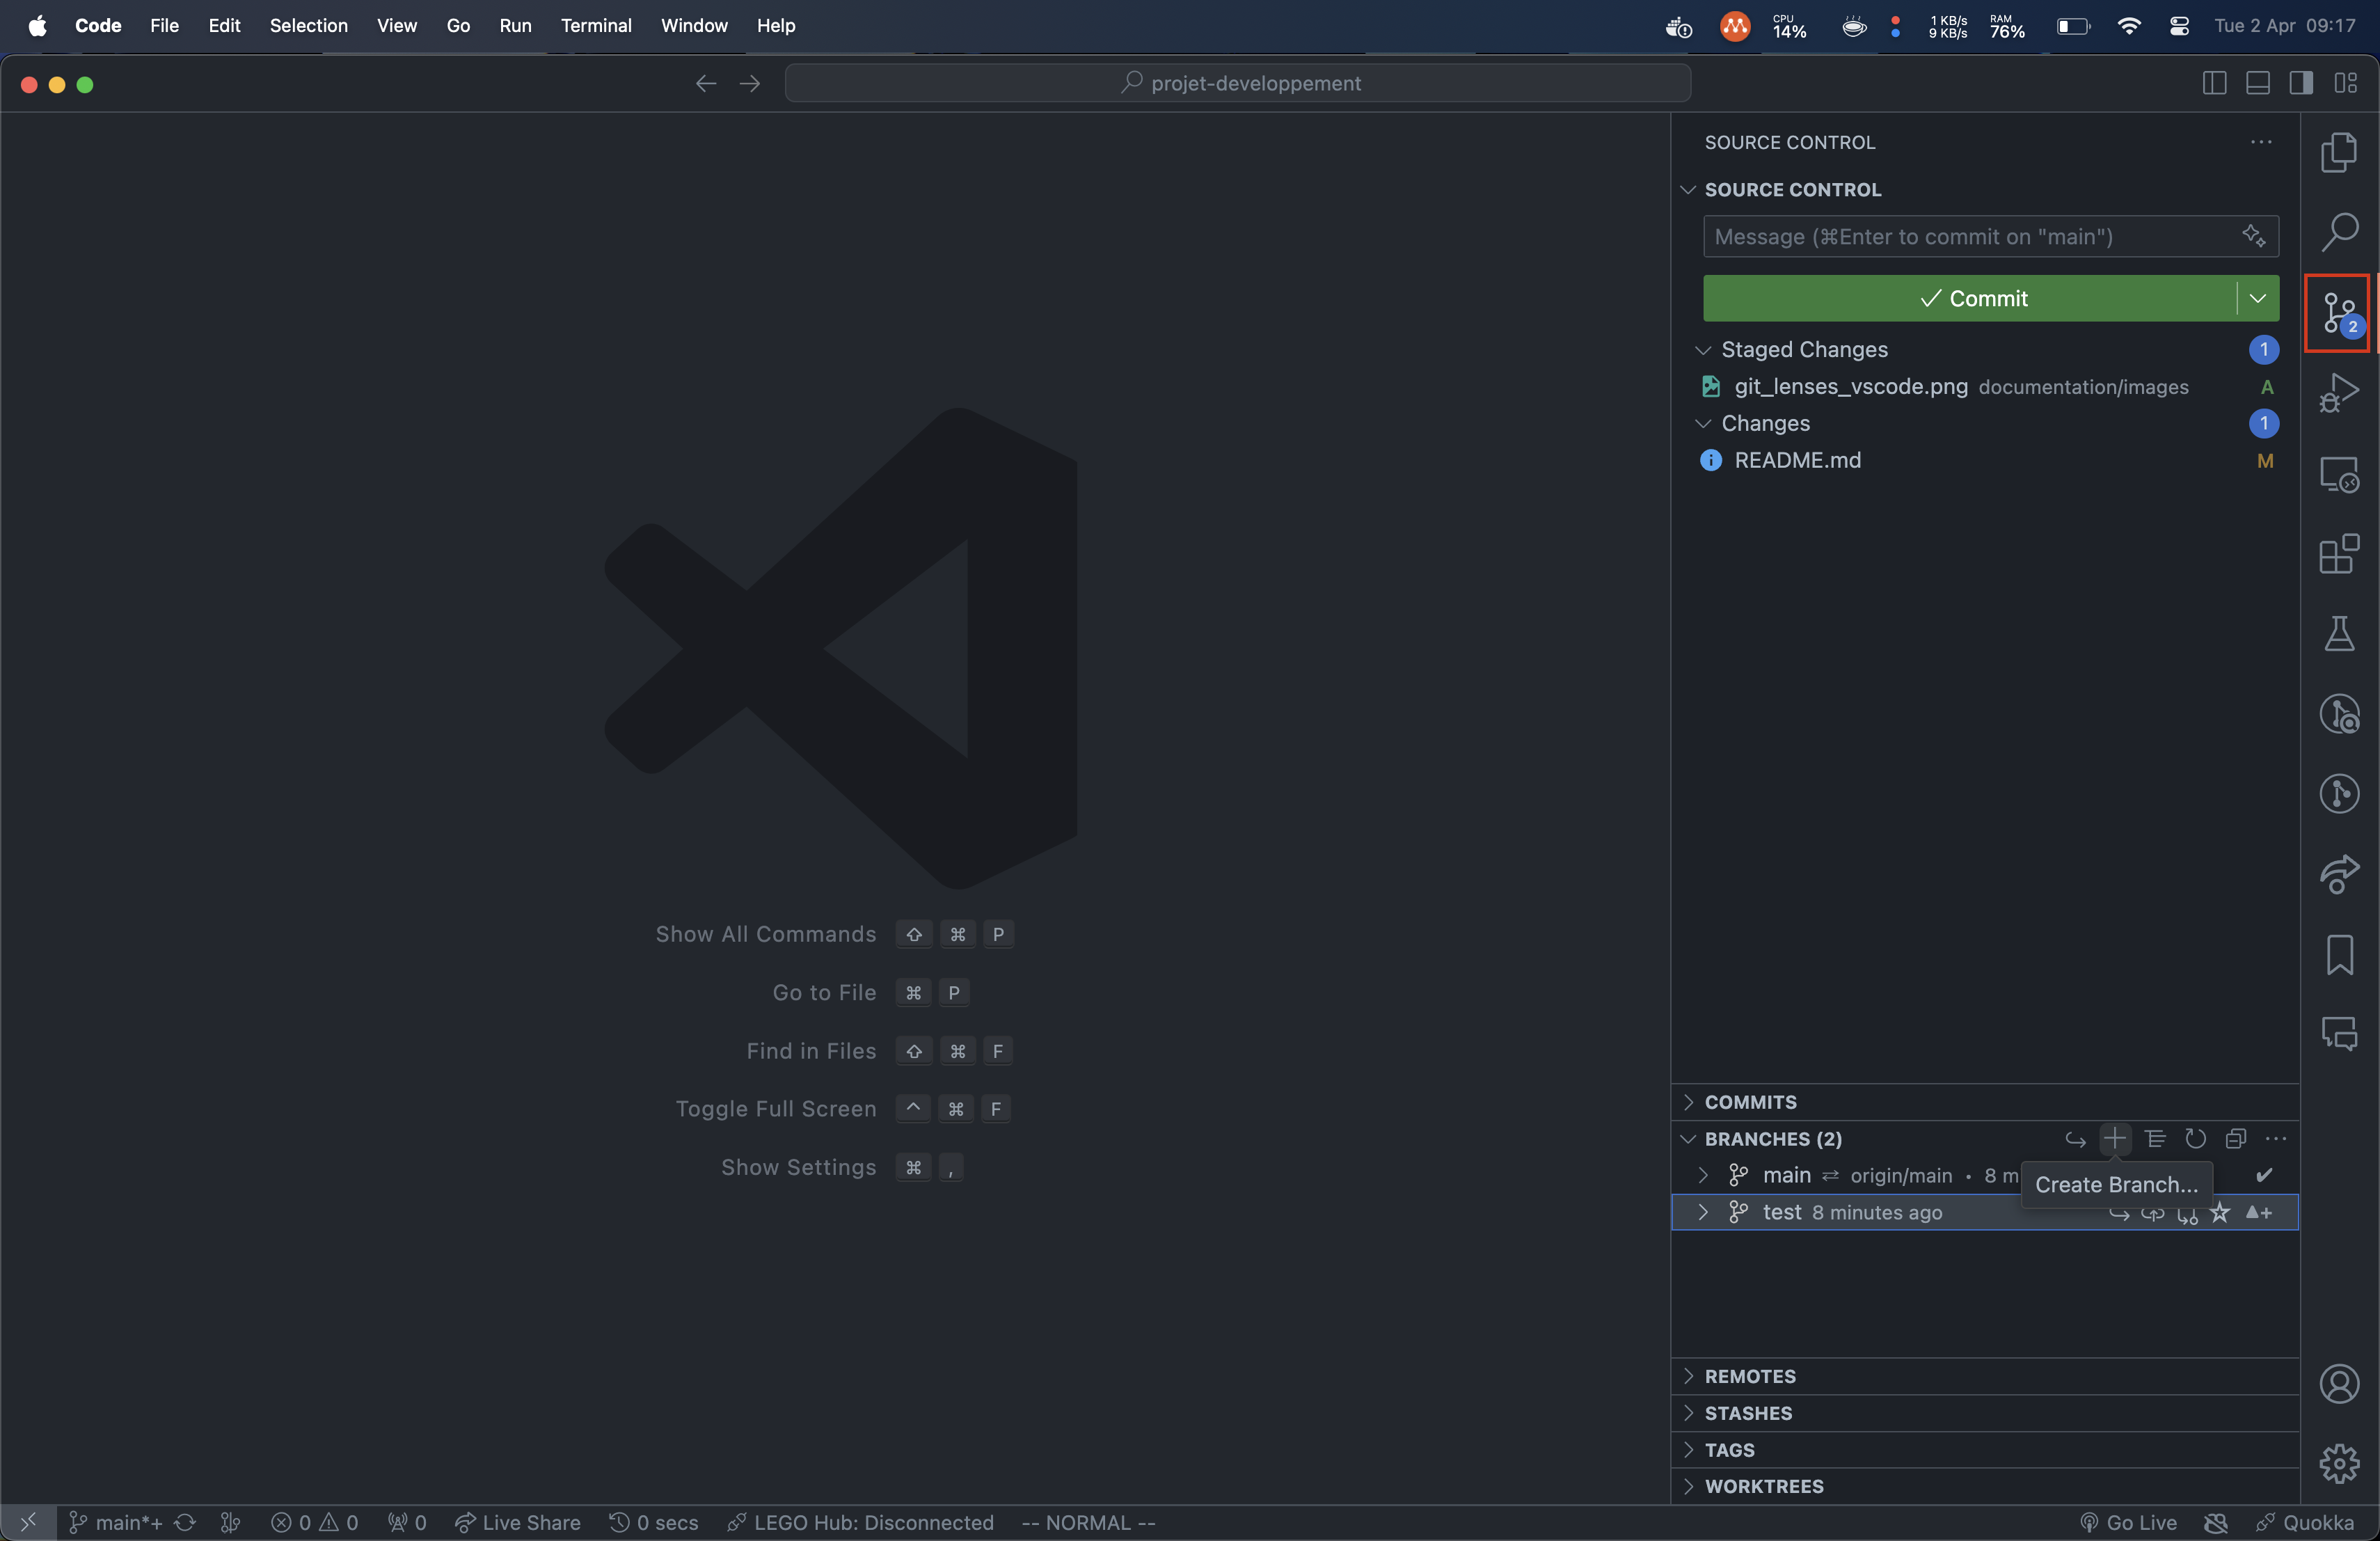 Code File Edit Selection View Go Run Terminal Window Help
CPU 14% 1 KB/s 9 KB/s RAM 76% Tue 2 Apr 09:17
projet-developpement
SOURCE CONTROL
SOURCE CONTROL
Message (⌘Enter to commit on "main")
Commit
2
Staged Changes 1
git_lenses_vscode.png documentation/images A
Changes 1
README.md M
Show All Commands ⇧ ⌘ P
Go to File ⌘ P
Find in Files ⇧ ⌘ F
Toggle Full Screen ^ ⌘ F
Show Settings ⌘ ,
COMMITS
BRANCHES (2)
main ⇄ origin/main • 8 m
Create Branch...
test 8 minutes ago
REMOTES
STASHES
TAGS
WORKTREES
main*+ 0 0 0 Live Share 0 secs LEGO Hub: Disconnected -- NORMAL -- Go Live Quokka